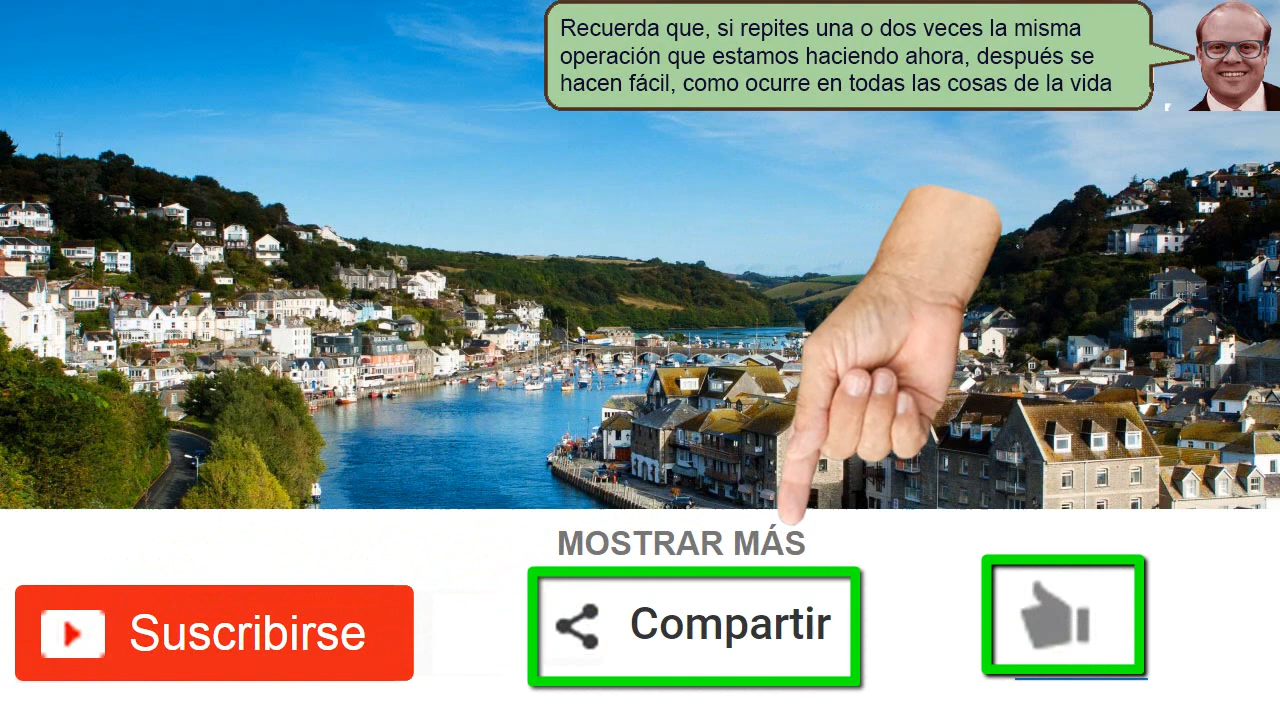 Recuerda que, si repites una o dos veces la misma
operación que estamos haciendo ahora, después se
hacen fácil, como ocurre en todas las cosas de la vida
MOSTRAR MÁS
Suscribirse
Compartir